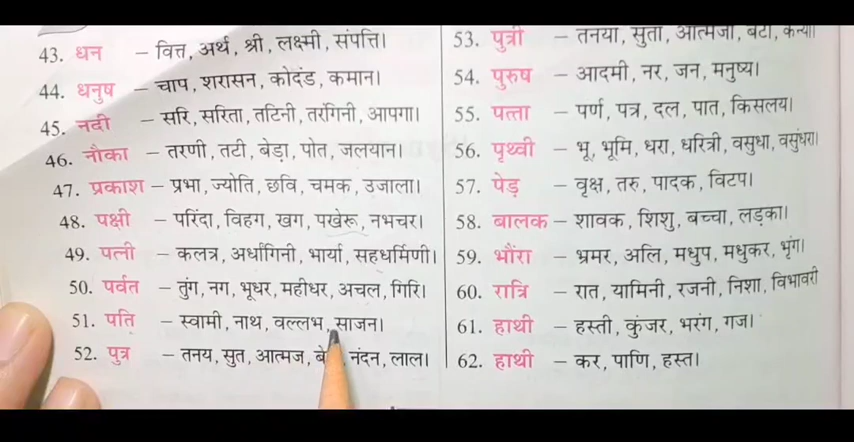 43. धन – वित्त, अर्थ, श्री, लक्ष्मी, संपत्ति।
44. धनुष – चाप, शरासन, कोदंड, कमान।
45. नदी – सरि, सरिता, तटिनी, तरंगिनी, आपगा।
46. नौका – तरणी, तटी, बेड़ा, पोत, जलयान।
47. प्रकाश – प्रभा, ज्योति, छवि, चमक, उजाला।
48. पक्षी – परिंदा, विहग, खग, पखेरू, नभचर।
49. पत्नी – कलत्र, अर्धांगिनी, भार्या, सहधर्मिणी।
50. पर्वत – तुंग, नग, भूधर, महीधर, अचल, गिरि।
51. पति – स्वामी, नाथ, वल्लभ, साजन।
52. पुत्र – तनय, सुत, आत्मज, नंदन, लाल।
53. पुत्री – तनया, सुता, आत्मजा, बेटी, कन्या।
54. पुरुष – आदमी, नर, जन, मनुष्य।
55. पत्ता – पर्ण, पत्र, दल, पात, किसलय।
56. पृथ्वी – भू, भूमि, धरा, धरित्री, वसुधा, वसुंधरा।
57. पेड़ – वृक्ष, तरु, पादक, विटप।
58. बालक – शावक, शिशु, बच्चा, लड़का।
59. भौंरा – भ्रमर, अलि, मधुप, मधुकर, भृंग।
60. रात्रि – रात, यामिनी, रजनी, निशा, विभावरी
61. हाथी – हस्ती, कुंजर, भरंग, गज।
62. हाथी – कर, पाणि, हस्त।